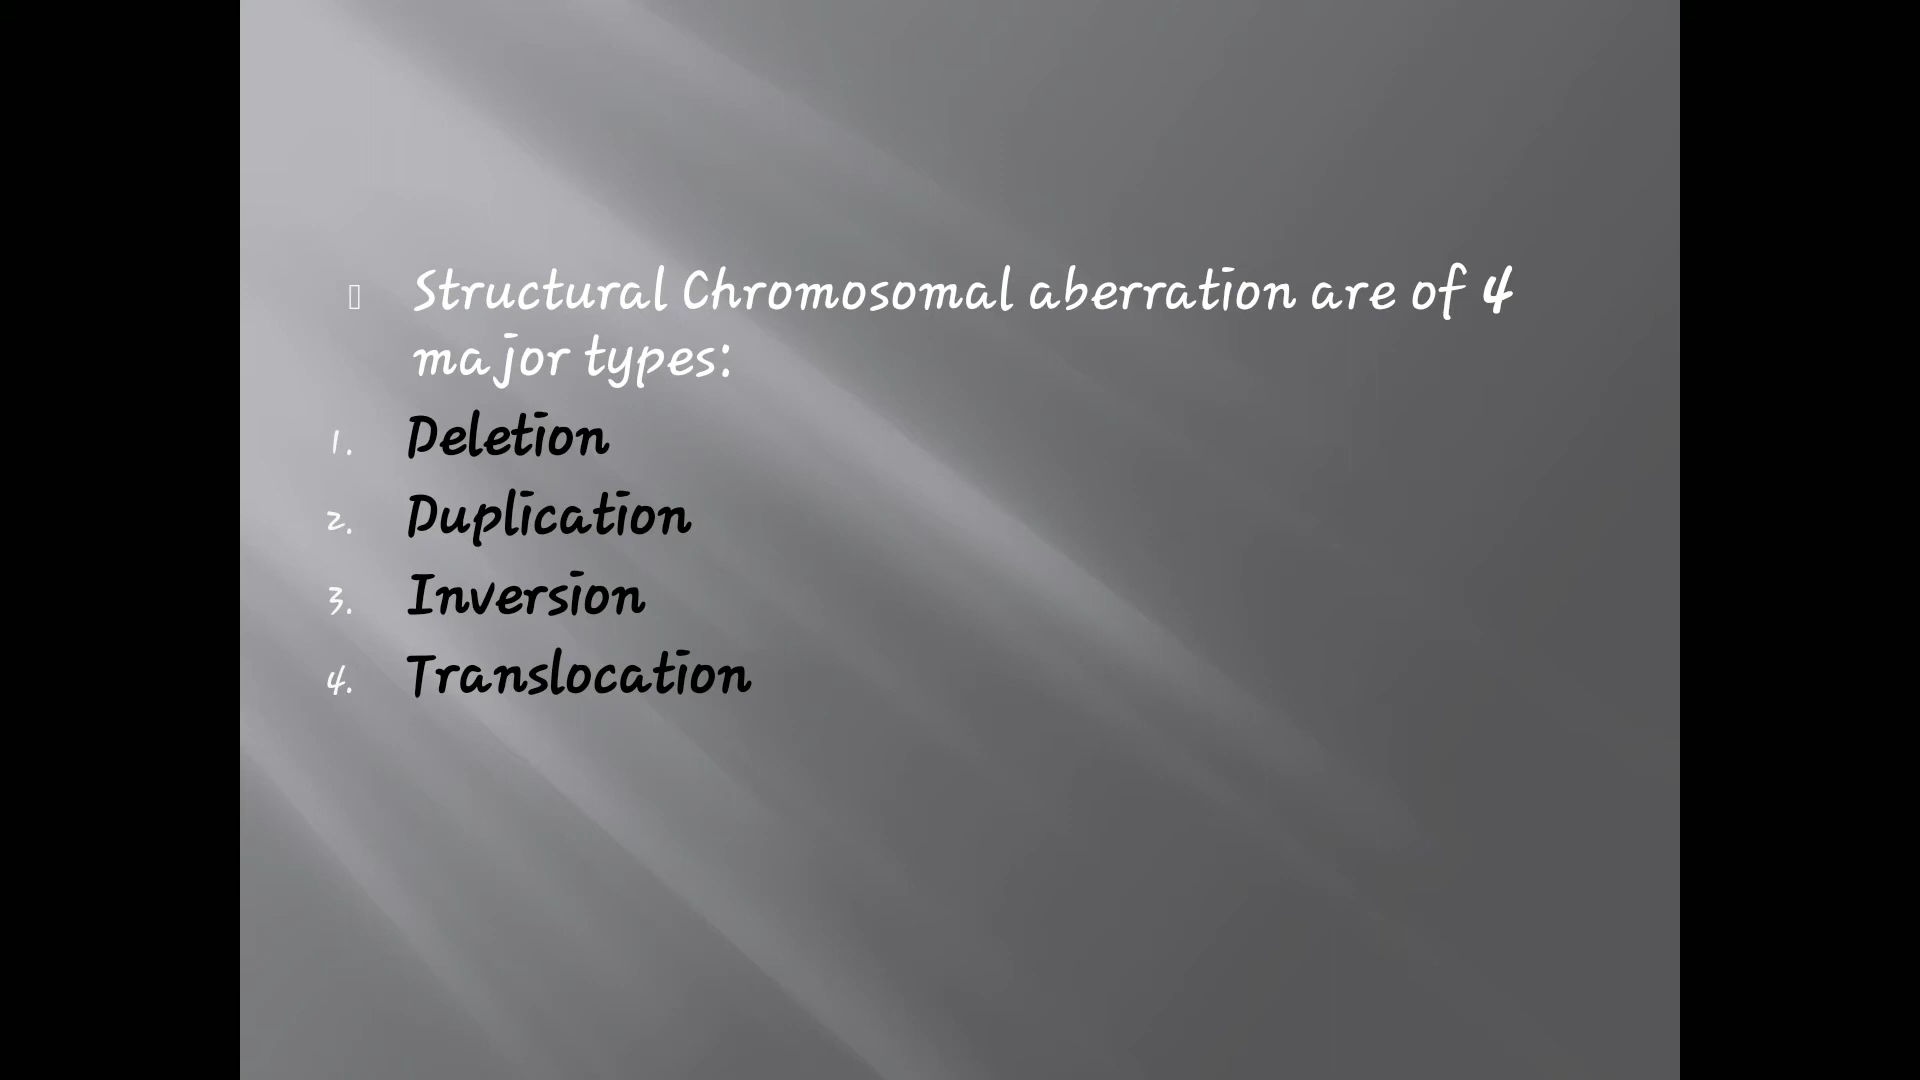 Structural Chromosomal aberration are of 4
major types:
1. Deletion
2. Duplication
3. Inversion
4. Translocation